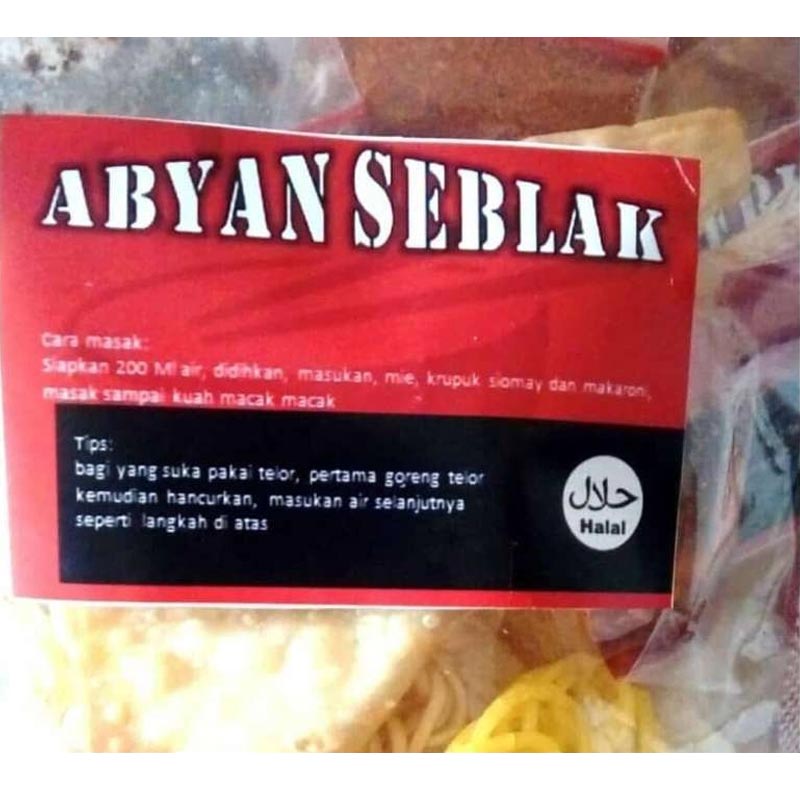 ABYAN SEBLAK
Cara masak:
Siapkan 200 Ml air, didihkan, masukan, mie, krupuk siomay dan makaroni,
masak sampai kuah macak macak
Tips:
bagi yang suka pakai telor, pertama goreng telor
kemudian hancurkan, masukan air selanjutnya
seperti langkah di atas
حلال
Halal